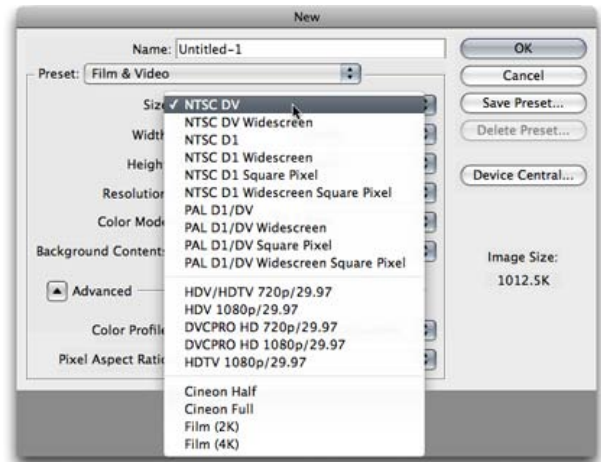 New
Name: Untitled-1
OK
Preset: Film & Video
Cancel
Size
✓ NTSC DV
Save Preset...
NTSC DV Widescreen
Delete Preset...
NTSC D1
NTSC D1 Widescreen
NTSC D1 Square Pixel
NTSC D1 Widescreen Square Pixel
PAL D1/DV
PAL D1/DV Widescreen
PAL D1/DV Square Pixel
PAL D1/DV Widescreen Square Pixel
HDV/HDTV 720p/29.97
HDV 1080p/29.97
DVCPRO HD 720p/29.97
DVCPRO HD 1080p/29.97
HDTV 1080p/29.97
Cineon Half
Cineon Full
Film (2K)
Film (4K)
Width
Heigh
Resolution
Color Mode
Background Content
Advanced
Color Profil
Pixel Aspect Rati
Device Central...
Image Size:
1012.5K